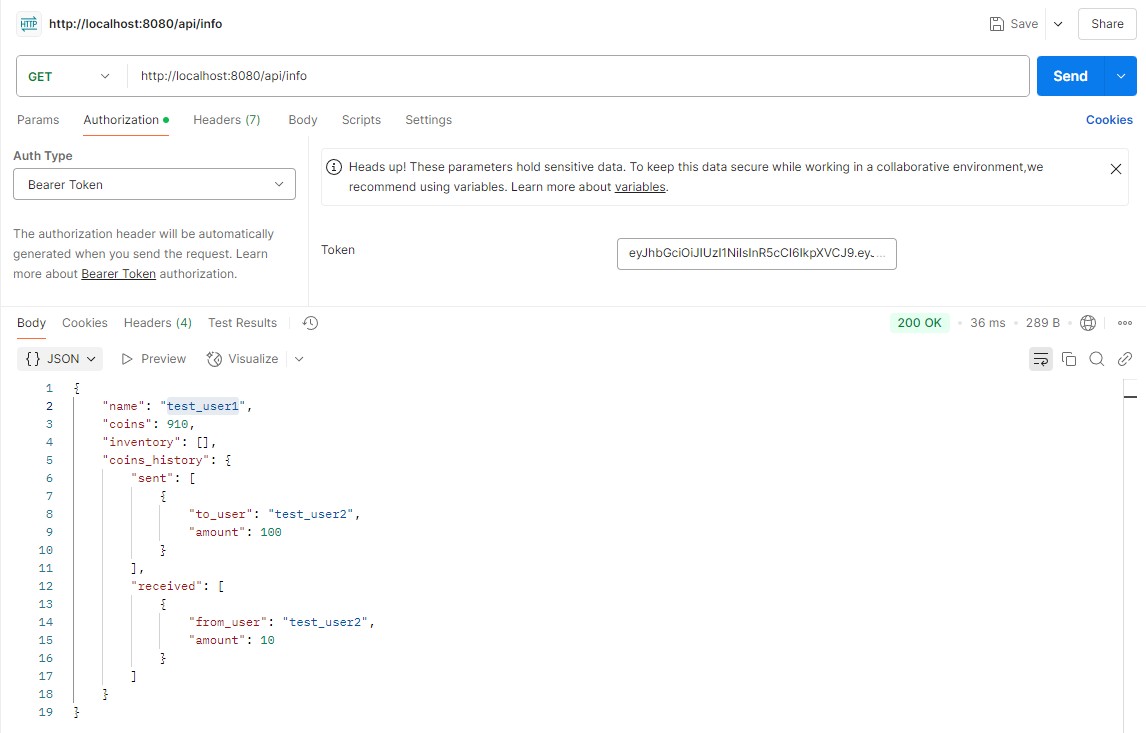 HTTP http://localhost:8080/api/info Save Share
GET http://localhost:8080/api/info Send
Params Authorization Headers (7) Body Scripts Settings Cookies
Auth Type
Bearer Token
The authorization header will be automatically
generated when you send the request. Learn
more about Bearer Token authorization.
Heads up! These parameters hold sensitive data. To keep this data secure while working in a collaborative environment,we
recommend using variables. Learn more about variables.
Token
eyJhbGciOiJIUzI1NiIsInR5cCI6IkpXVCJ9.ey...
Body Cookies Headers (4) Test Results 200 OK 36 ms 289 B
{} JSON Preview Visualize
1 {
2 "name": "test_user1",
3 "coins": 910,
4 "inventory": [],
5 "coins_history": {
6 "sent": [
7 {
8 "to_user": "test_user2",
9 "amount": 100
10 }
11 ],
12 "received": [
13 {
14 "from_user": "test_user2",
15 "amount": 10
16 }
17 ]
18 }
19 }